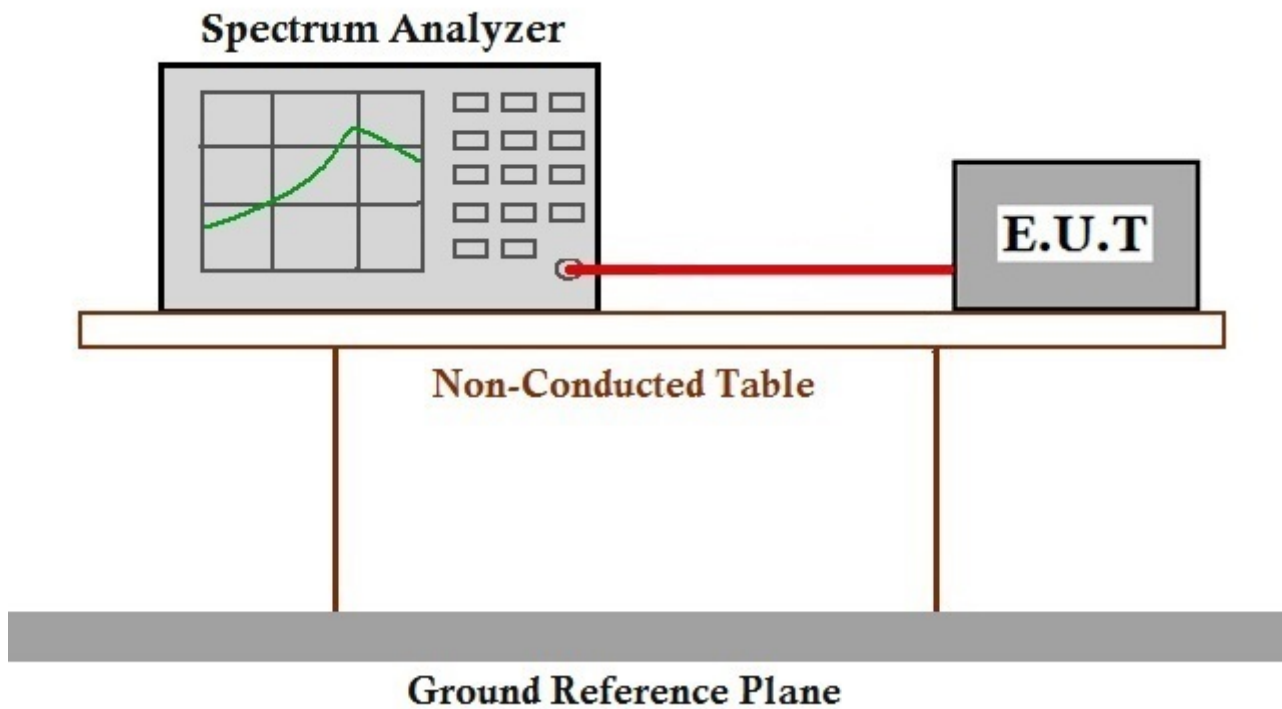 Spectrum Analyzer
E.U.T
Non-Conducted Table
Ground Reference Plane